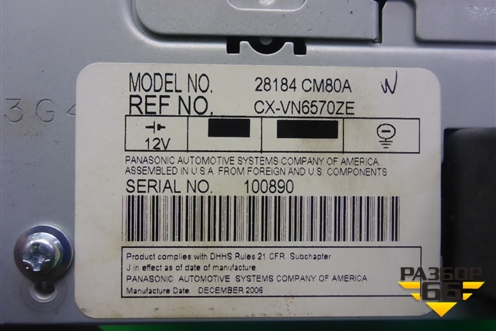 MODEL NO. 28184 CM80A W
REF NO. CX-VN6570ZE
12V
PANASONIC AUTOMOTIVE SYSTEMS COMPANY OF AMERICA
ASSEMBLED IN U.S.A. FROM FOREIGN AND U.S. COMPONENTS
SERIAL NO. 100890
Product complies with DHHS Rules 21 CFR. Subchapter
J in effect as of date of manufacture
PANASONIC AUTOMOTIVE SYSTEMS COMPANY OF AMERICA
Manufacture Date DECEMBER 2006
3G4
РАЗБОР
66